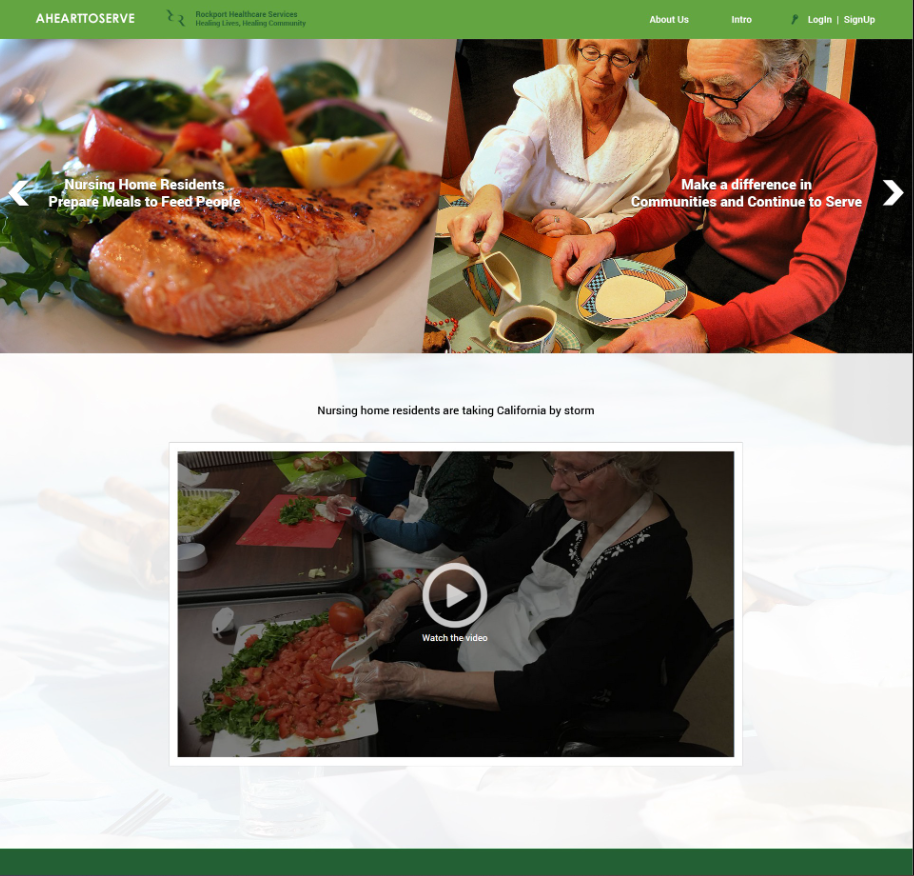 AHEARTTOSERVE
Rockport Healthcare Services
Healing Lives, Healing Community
About Us
Intro
LogIn | SignUp
Nursing Home Residents
Prepare Meals to Feed People
Make a difference in
Communities and Continue to Serve
Nursing home residents are taking California by storm
Watch the video